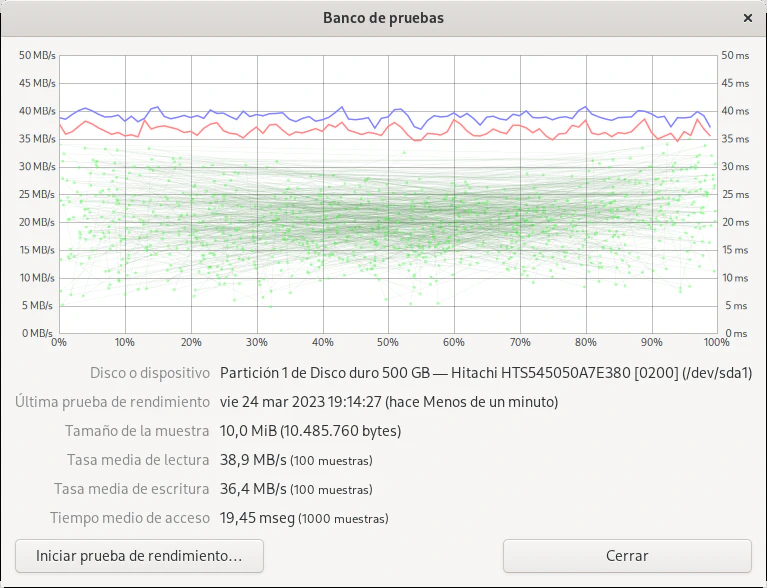 Banco de pruebas
50 MB/s
45 MB/s
40 MB/s
35 MB/s
30 MB/s
25 MB/s
20 MB/s
15 MB/s
10 MB/s
5 MB/s
0 MB/s
50 ms
45 ms
40 ms
35 ms
30 ms
25 ms
20 ms
15 ms
10 ms
5 ms
0 ms
0% 10% 20% 30% 40% 50% 60% 70% 80% 90% 100%
Disco o dispositivo Partición 1 de Disco duro 500 GB — Hitachi HTS545050A7E380 [0200] (/dev/sda1)
Última prueba de rendimiento vie 24 mar 2023 19:14:27 (hace Menos de un minuto)
Tamaño de la muestra 10,0 MiB (10.485.760 bytes)
Tasa media de lectura 38,9 MB/s (100 muestras)
Tasa media de escritura 36,4 MB/s (100 muestras)
Tiempo medio de acceso 19,45 mseg (1000 muestras)
Iniciar prueba de rendimiento… Cerrar